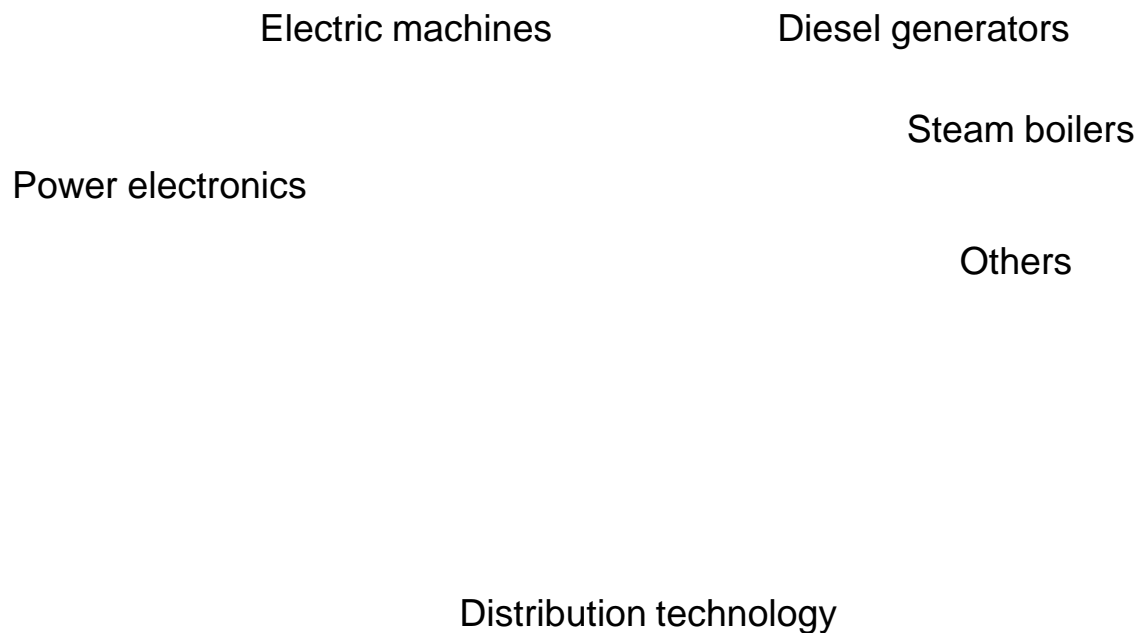 Electric machines
Diesel generators
Steam boilers
Power electronics
Others
Distribution technology